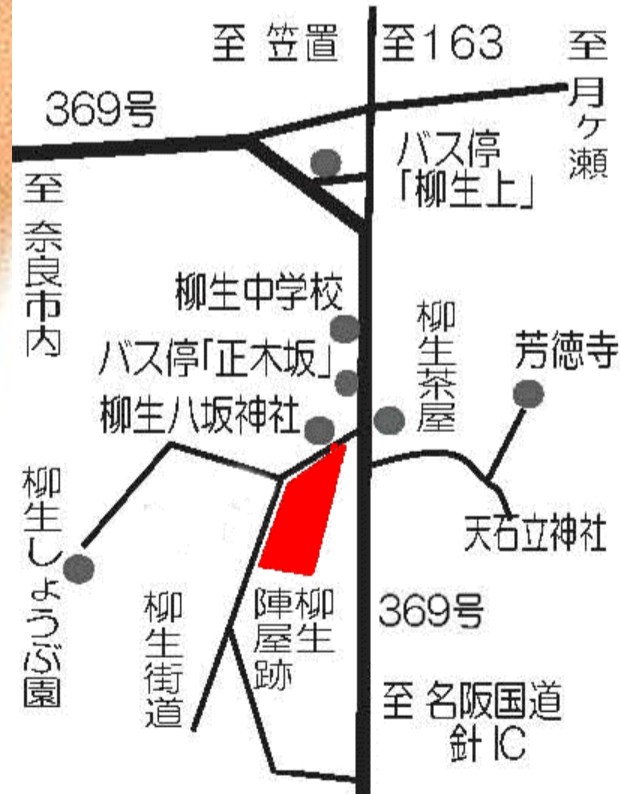 至 笠置
至163
至 月ヶ瀬
369号
バス停
「柳生上」
至 奈良市内
柳生中学校
柳生茶屋
芳徳寺
バス停「正木坂」
柳生八坂神社
天石立神社
柳生しょうぶ園
柳生街道
柳生
陣屋跡
369号
至 名阪国道
針IC